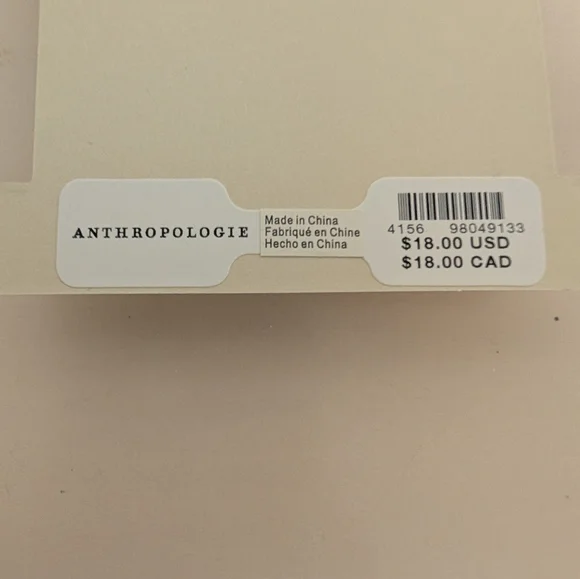 ANTHROPOLOGIE
Made in China
Fabriqué en Chine
Hecho en China
4156 98049133
$18.00 USD
$18.00 CAD